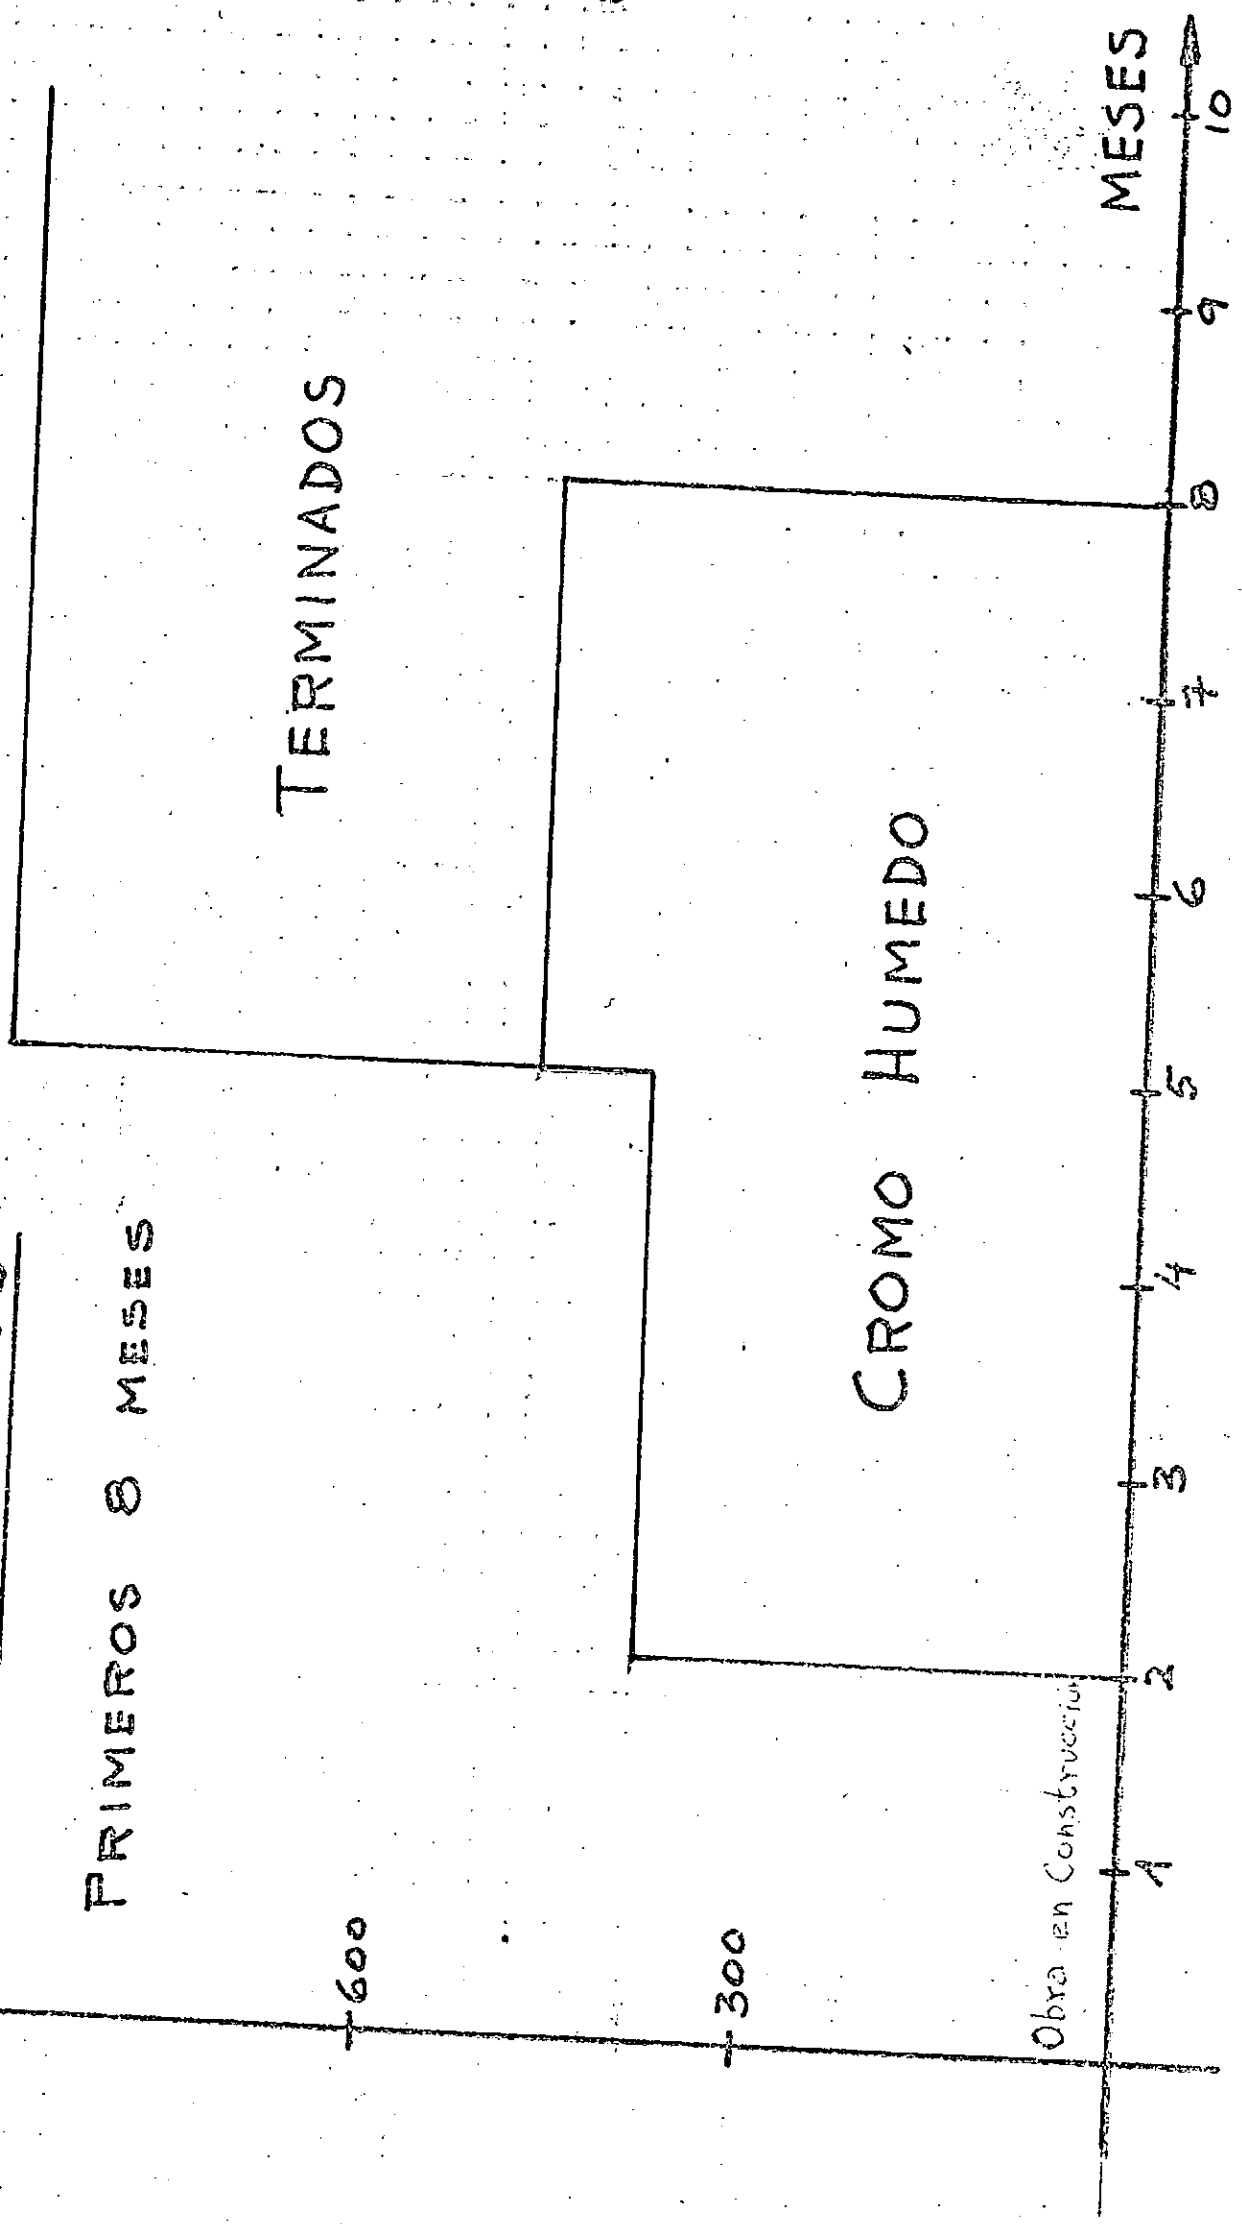 PRIMEROS 8 MESES
600
TERMINADOS
300
CROMO HUMEDO
Obra en Construccion
MESES
1 2 3 4 5 6 7 8 9 10